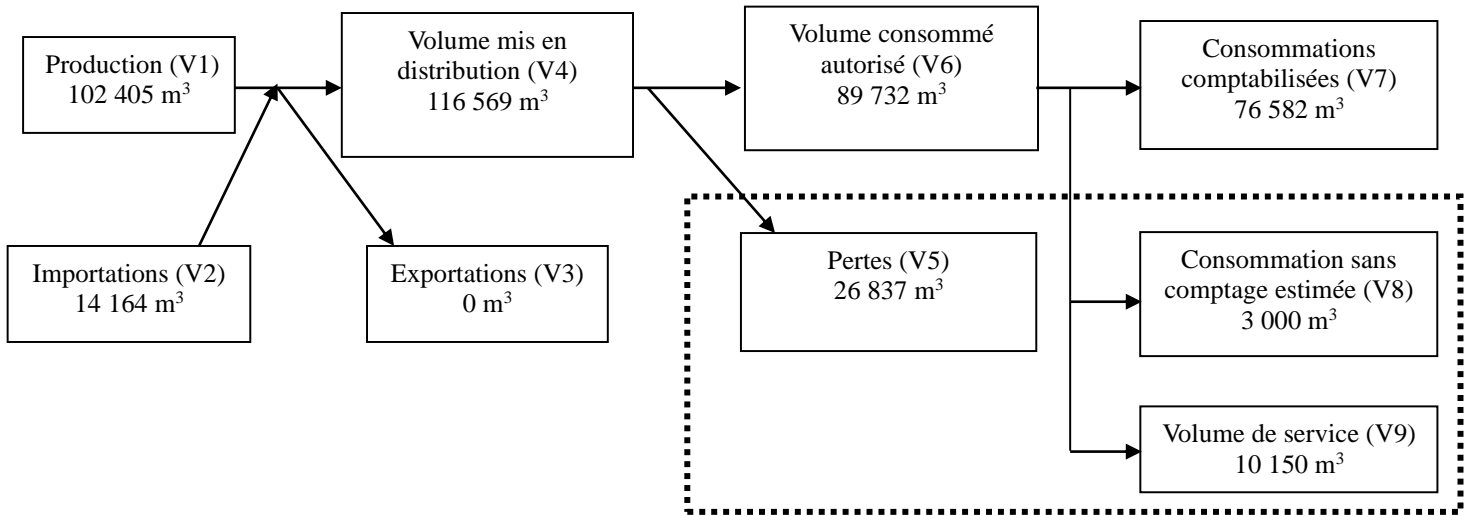 Production (V1)
102 405 m³
Volume mis en
distribution (V4)
116 569 m³
Volume consommé
autorisé (V6)
89 732 m³
Consommations
comptabilisées (V7)
76 582 m³
Importations (V2)
14 164 m³
Exportations (V3)
0 m³
Pertes (V5)
26 837 m³
Consommation sans
comptage estimée (V8)
3 000 m³
Volume de service (V9)
10 150 m³